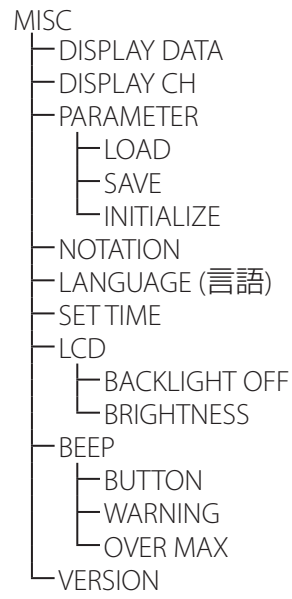 MISC
DISPLAY DATA
DISPLAY CH
PARAMETER
LOAD
SAVE
INITIALIZE
NOTATION
LANGUAGE (言語)
SET TIME
LCD
BACKLIGHT OFF
BRIGHTNESS
BEEP
BUTTON
WARNING
OVER MAX
VERSION